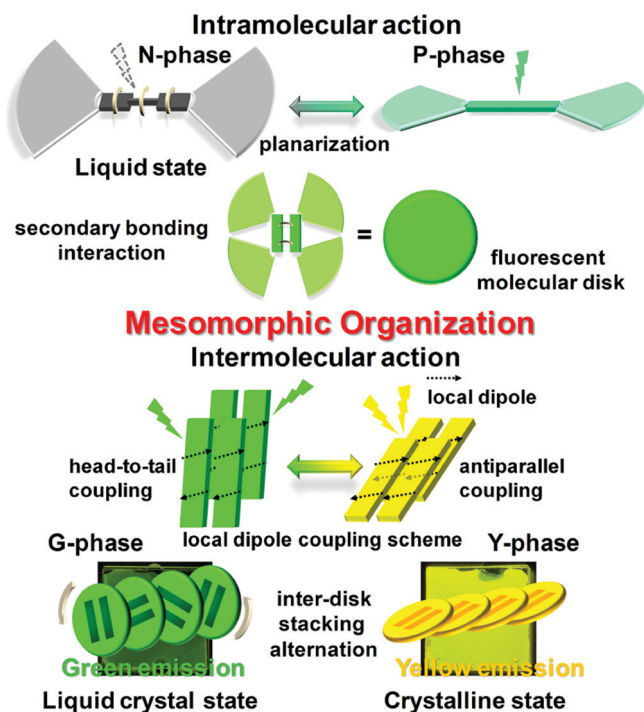 Intramolecular action
N-phase
P-phase
planarization
Liquid state
secondary bonding
interaction
=
fluorescent
molecular disk
Mesomorphic Organization
Intermolecular action
local dipole
head-to-tail
coupling
antiparallel
coupling
local dipole coupling scheme
G-phase
Y-phase
inter-disk
stacking
alternation
Green emission
Yellow emission
Liquid crystal state
Crystalline state